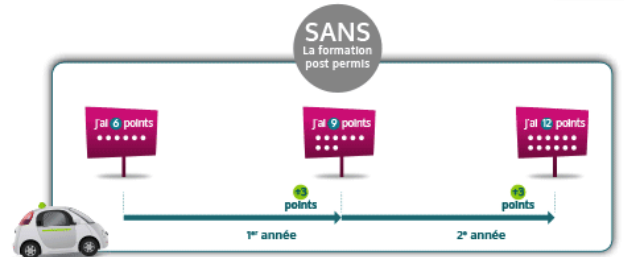 SANS
La formation
post permis
J'ai 6 points
J'ai 9 points
J'ai 12 points
+3
points
+3
points
1er année
2e année